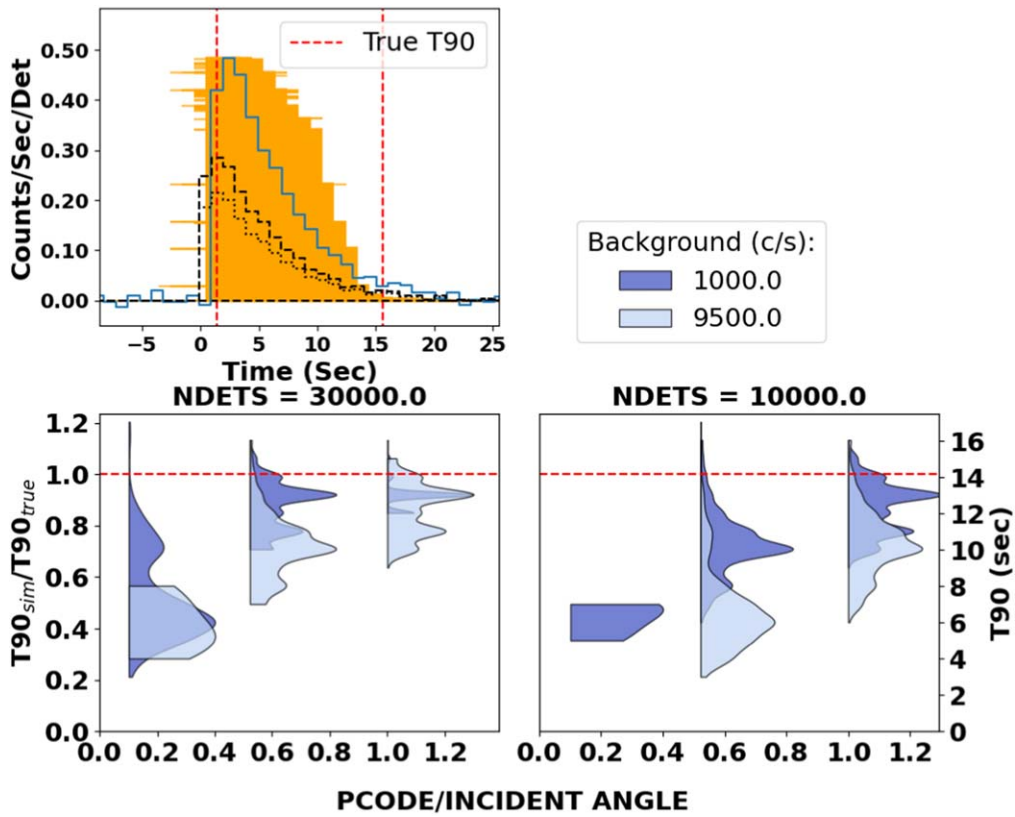 Counts/Sec/Det
0.50
0.40
0.30
0.20
0.10
0.00
True T90
−5 0 5 10 15 20 25
Time (Sec)
Background (c/s):
1000.0
9500.0
NDETS = 30000.0
NDETS = 10000.0
T90sim/T90true
1.2
1.0
0.8
0.6
0.4
0.2
0.0
0.0 0.2 0.4 0.6 0.8 1.0 1.2
0.0 0.2 0.4 0.6 0.8 1.0 1.2
16
14
12
10
8
6
4
2
0
T90 (sec)
PCODE/INCIDENT ANGLE